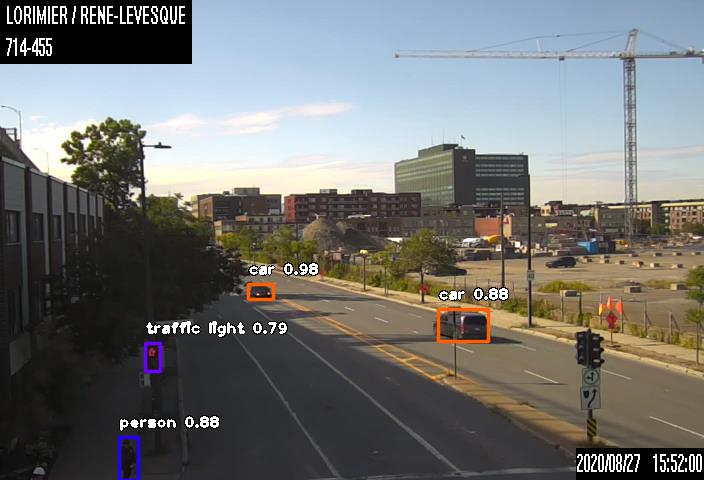 LORIMIER / RENE-LEVESQUE
714-455
car 0.98
car 0.88
traffic light 0.79
person 0.88
2020/08/27 15:52:00